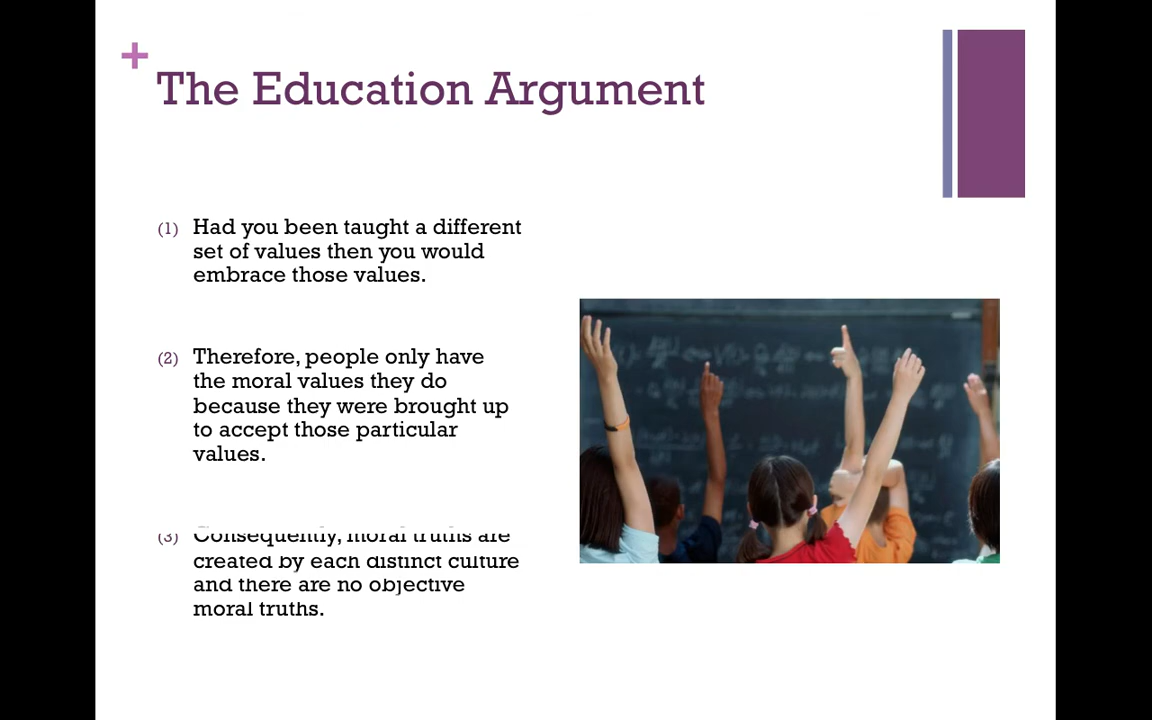 +
The Education Argument
(1) Had you been taught a different
set of values then you would
embrace those values.
(2) Therefore, people only have
the moral values they do
because they were brought up
to accept those particular
values.
(3) Consequently, moral truths are
created by each distinct culture
and there are no objective
moral truths.